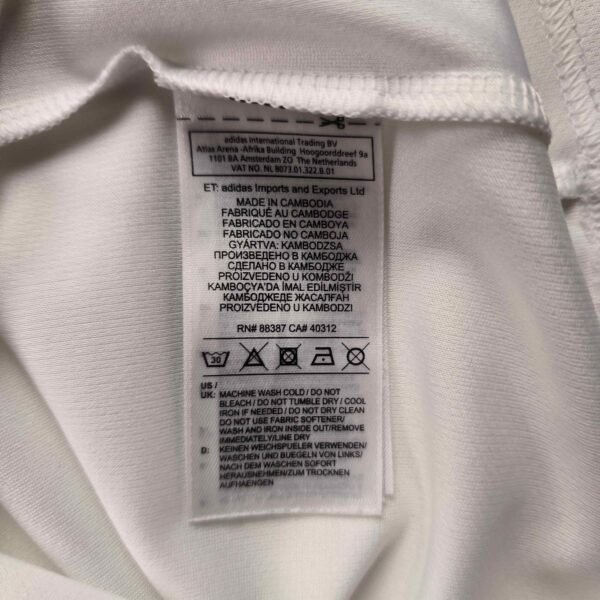 adidas International Trading BV
Atlas Arena -Afrika Building Hoogoorddreef 9a
1101 BA Amsterdam ZO The Netherlands
VAT NO. NL 8073.01.322.B.01
ET: adidas Imports and Exports Ltd
MADE IN CAMBODIA
FABRIQUÉ AU CAMBODGE
FABRICADO EN CAMBOYA
FABRICADO NO CAMBOJA
GYÁRTVA: KAMBODZSA
ПРОИЗВЕДЕНО В КАМБОДЖА
СДЕЛАНО В КАМБОДЖЕ
PROIZVEDENO U KOMBODŽI
KAMBOÇYA'DA İMAL EDİLMİŞTİR
КАМБОДЖЕДЕ ЖАСАЛҒАН
PROIZVEDENO U KAMBODZI
RN# 88387 CA# 40312
30
US /
UK: MACHINE WASH COLD / DO NOT
BLEACH / DO NOT TUMBLE DRY / COOL
IRON IF NEEDED / DO NOT DRY CLEAN
DO NOT USE FABRIC SOFTENER/
WASH AND IRON INSIDE OUT/REMOVE
IMMEDIATELY/LINE DRY
D: KEINEN WEICHSPUELER VERWENDEN/
WASCHEN UND BUEGELN VON LINKS/
NACH DEM WASCHEN SOFORT
HERAUSNEHMEN/ZUM TROCKNEN
AUFHAENGEN